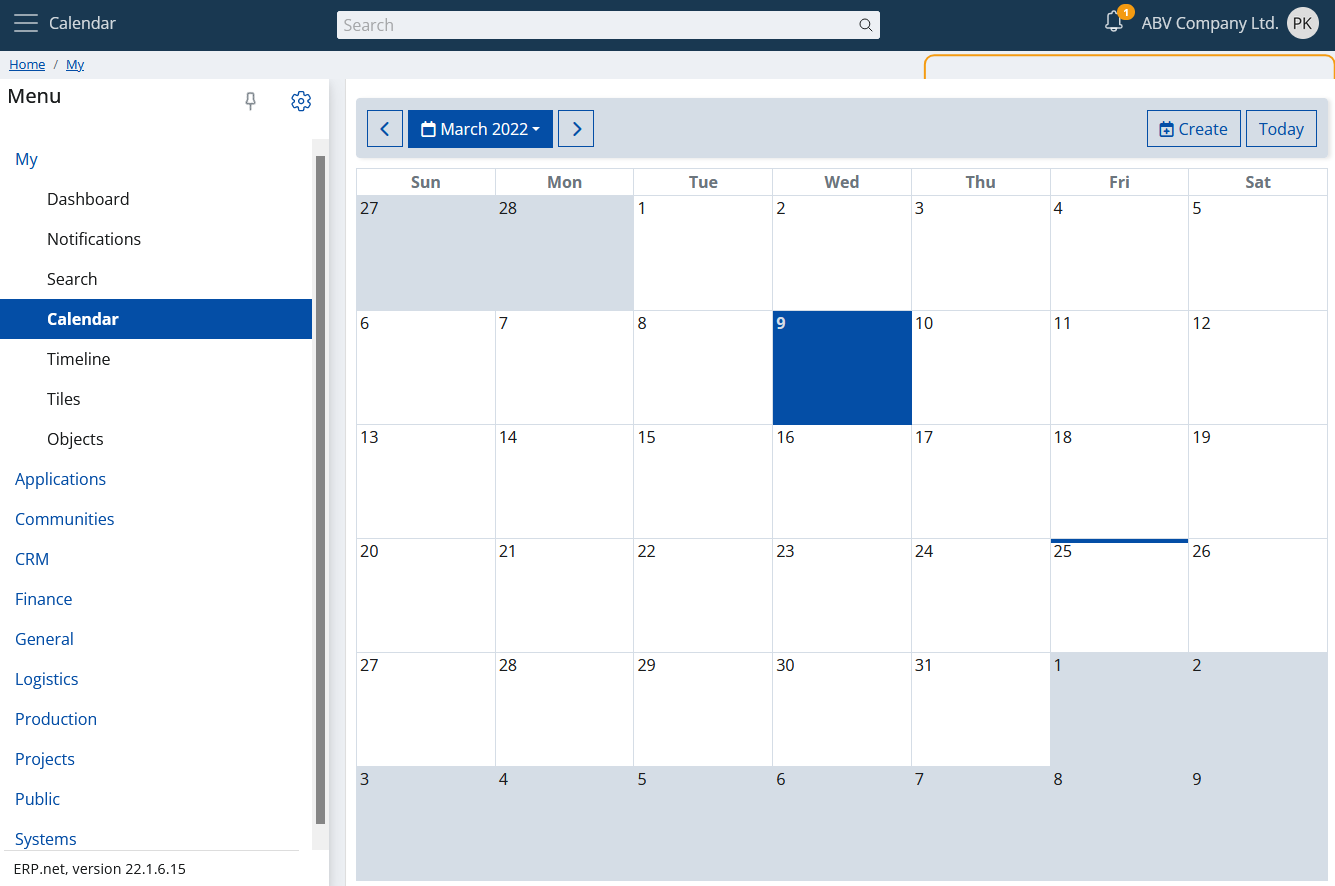 Calendar
Search
1
ABV Company Ltd.
PK
Home / My
Menu
My
Dashboard
Notifications
Search
Calendar
Timeline
Tiles
Objects
Applications
Communities
CRM
Finance
General
Logistics
Production
Projects
Public
Systems
ERP.net, version 22.1.6.15
March 2022
Create
Today
Sun Mon Tue Wed Thu Fri Sat
27 28 1 2 3 4 5
6 7 8 9 10 11 12
13 14 15 16 17 18 19
20 21 22 23 24 25 26
27 28 29 30 31 1 2
3 4 5 6 7 8 9